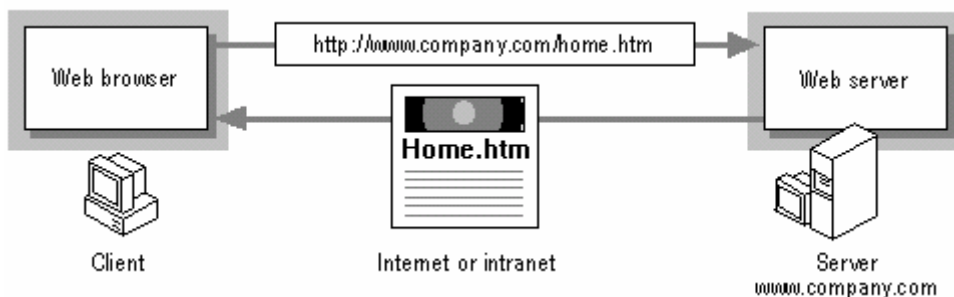 http://www.company.com/home.htm
Web browser
Web server
Home.htm
Client
Internet or intranet
Server
www.company.com